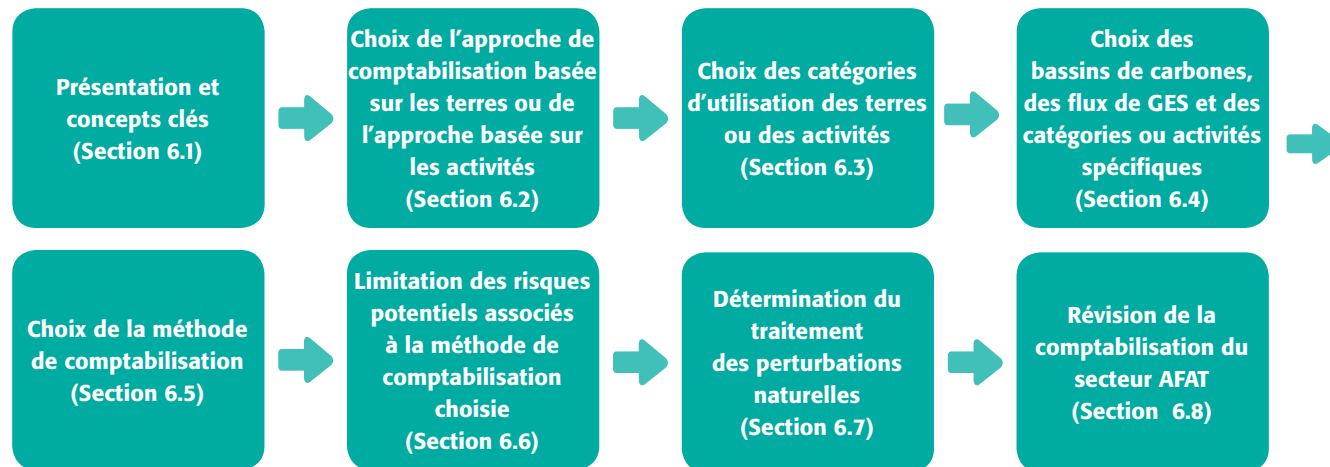 Présentation et
concepts clés
(Section 6.1)
Choix de l’approche de
comptabilisation basée
sur les terres ou de
l’approche basée sur
les activités
(Section 6.2)
Choix des catégories
d’utilisation des terres
ou des activités
(Section 6.3)
Choix des
bassins de carbones,
des flux de GES et des
catégories ou activités
spécifiques
(Section 6.4)
Choix de la méthode
de comptabilisation
(Section 6.5)
Limitation des risques
potentiels associés
à la méthode de
comptabilisation
choisie
(Section 6.6)
Détermination du
traitement
des perturbations
naturelles
(Section 6.7)
Révision de la
comptabilisation du
secteur AFAT
(Section 6.8)